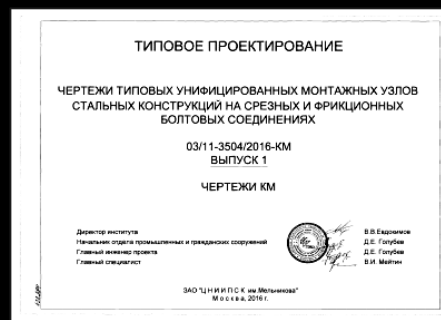 ТИПОВОЕ ПРОЕКТИРОВАНИЕ
ЧЕРТЕЖИ ТИПОВЫХ УНИФИЦИРОВАННЫХ МОНТАЖНЫХ УЗЛОВ
СТАЛЬНЫХ КОНСТРУКЦИЙ НА СРЕЗНЫХ И ФРИКЦИОННЫХ
БОЛТОВЫХ СОЕДИНЕНИЯХ
03/11-3504/2016-КМ
ВЫПУСК 1
ЧЕРТЕЖИ КМ
Директор института В.В.Евдокимов
Начальник отдела промышленных и гражданских сооружений Д.Е. Голубев
Главный инженер проекта Д.Е. Голубев
Главный специалист В.И. Мейтин
ЗАО "ЦНИИПСК им.Мельникова"
Москва, 2016 г.